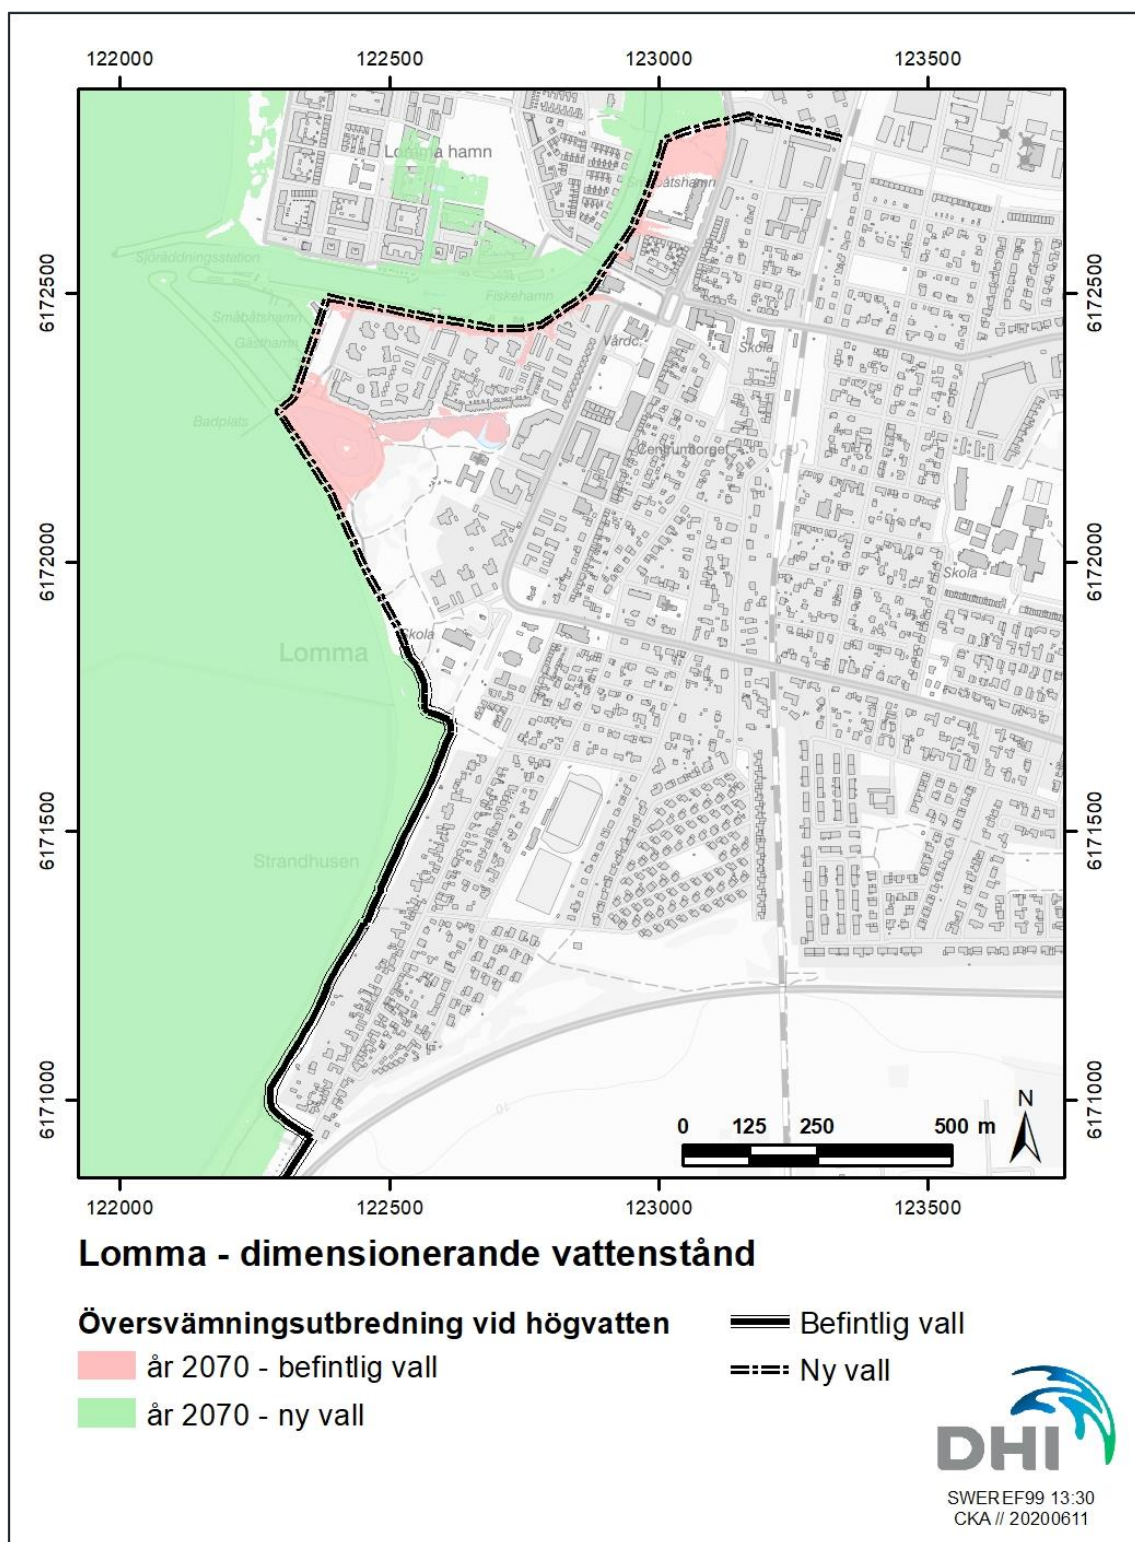 122000 122500 123000 123500
Lomma hamn
Småbåtshamn
Sjöräddningsstation
6172500 6172500
Fiskehamn
Småbåtshamn
Gästhamn
Vårdc.
Skola
Badplats
Centrumtorget
6172000 6172000
Skola
Skola
Lomma
6171500 6171500
Strandhusen
6171000 6171000
10
N
0 125 250 500 m
122000 122500 123000 123500
Lomma - dimensionerande vattenstånd
Översvämningsutbredning vid högvatten
år 2070 - befintlig vall
år 2070 - ny vall
Befintlig vall
Ny vall
DHI
SWEREF99 13:30
CKA // 20200611